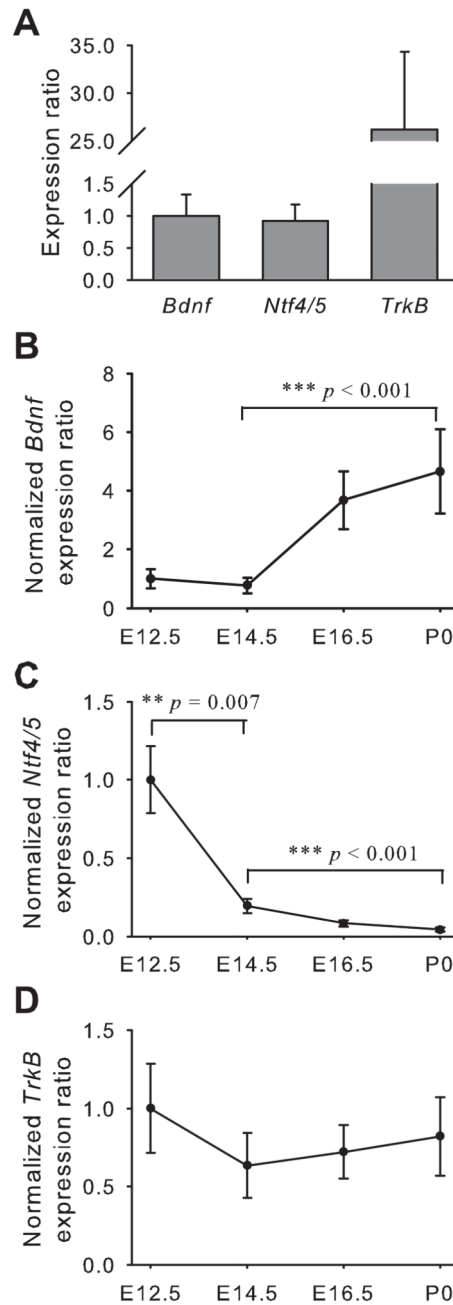 A
Expression ratio
35.0
30.0
25.0
1.5
1.0
0.5
0.0
Bdnf Ntf4/5 TrkB
B
Normalized Bdnf
expression ratio
8
6
4
2
0
*** p < 0.001
E12.5 E14.5 E16.5 P0
C
Normalized Ntf4/5
expression ratio
1.5
1.0
0.5
0.0
** p = 0.007
*** p < 0.001
E12.5 E14.5 E16.5 P0
D
Normalized TrkB
expression ratio
1.5
1.0
0.5
0.0
E12.5 E14.5 E16.5 P0